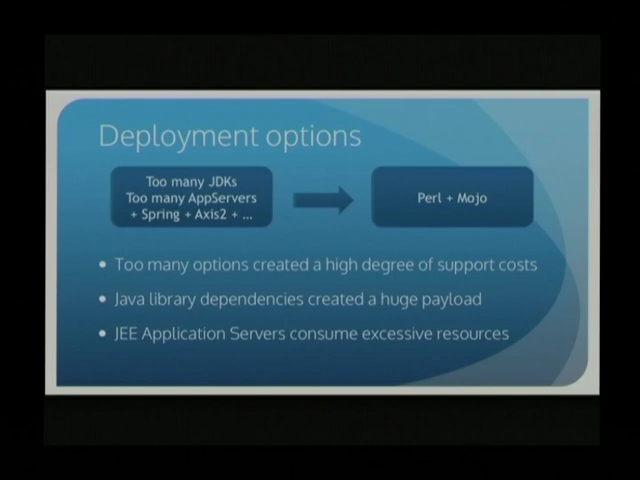 Deployment options
Too many JDKs
Too many AppServers
+ Spring + Axis2 + ...
Perl + Mojo
• Too many options created a high degree of support costs
• Java library dependencies created a huge payload
• JEE Application Servers consume excessive resources